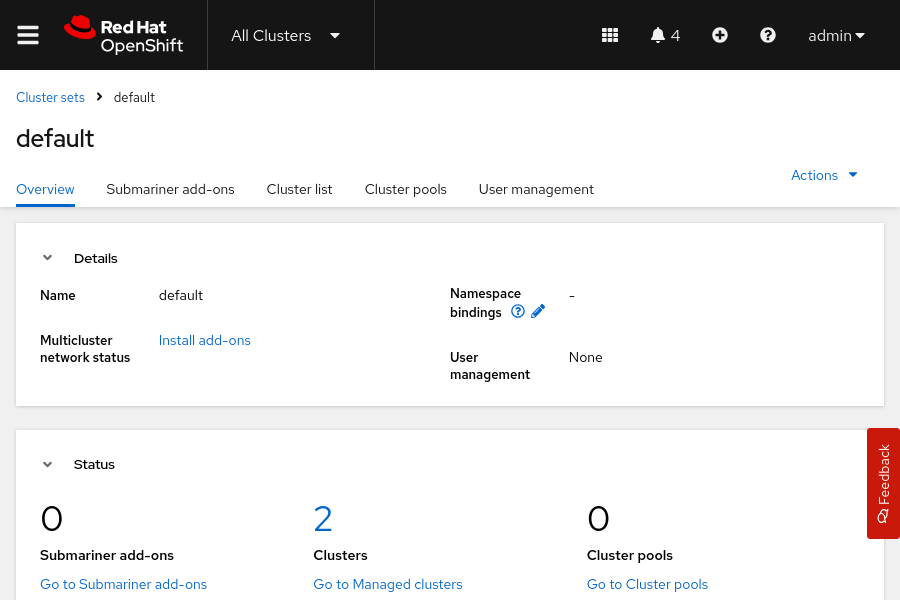 Red Hat
OpenShift
All Clusters
4
admin
Cluster sets
default
default
Actions
Overview
Submariner add-ons
Cluster list
Cluster pools
User management
Details
Name
default
Multicluster
network status
Install add-ons
Namespace
bindings
-
User
management
None
Status
0
Submariner add-ons
Go to Submariner add-ons
2
Clusters
Go to Managed clusters
0
Cluster pools
Go to Cluster pools
Feedback